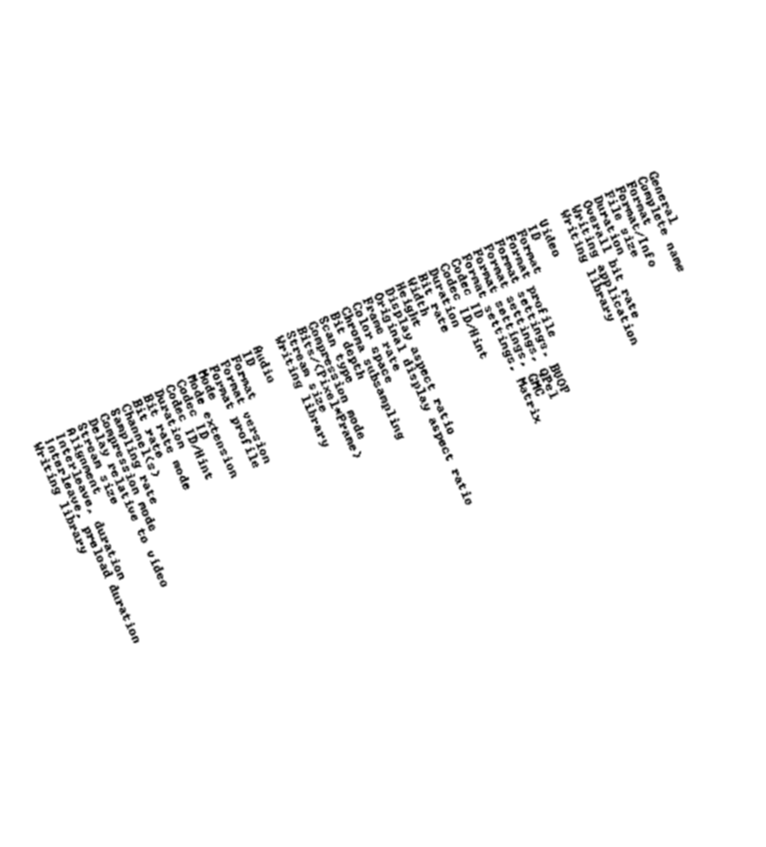 General
Complete name
Format
Format/Info
File size
Duration
Overall bit rate
Writing application
Writing library
Video
ID
Format
Format profile
Format settings, BVOP
Format settings, QPel
Format settings, GMC
Format settings, Matrix
Codec ID
Codec ID/Hint
Duration
Bit rate
Width
Height
Display aspect ratio
Original display aspect ratio
Frame rate
Color space
Chroma subsampling
Bit depth
Scan type
Compression mode
Bits/(Pixel*Frame)
Stream size
Writing library
Audio
ID
Format
Format version
Format profile
Mode
Mode extension
Codec ID
Codec ID/Hint
Duration
Bit rate mode
Bit rate
Channel(s)
Sampling rate
Compression mode
Delay relative to video
Stream size
Alignment
Interleave, duration
Interleave, preload duration
Writing library